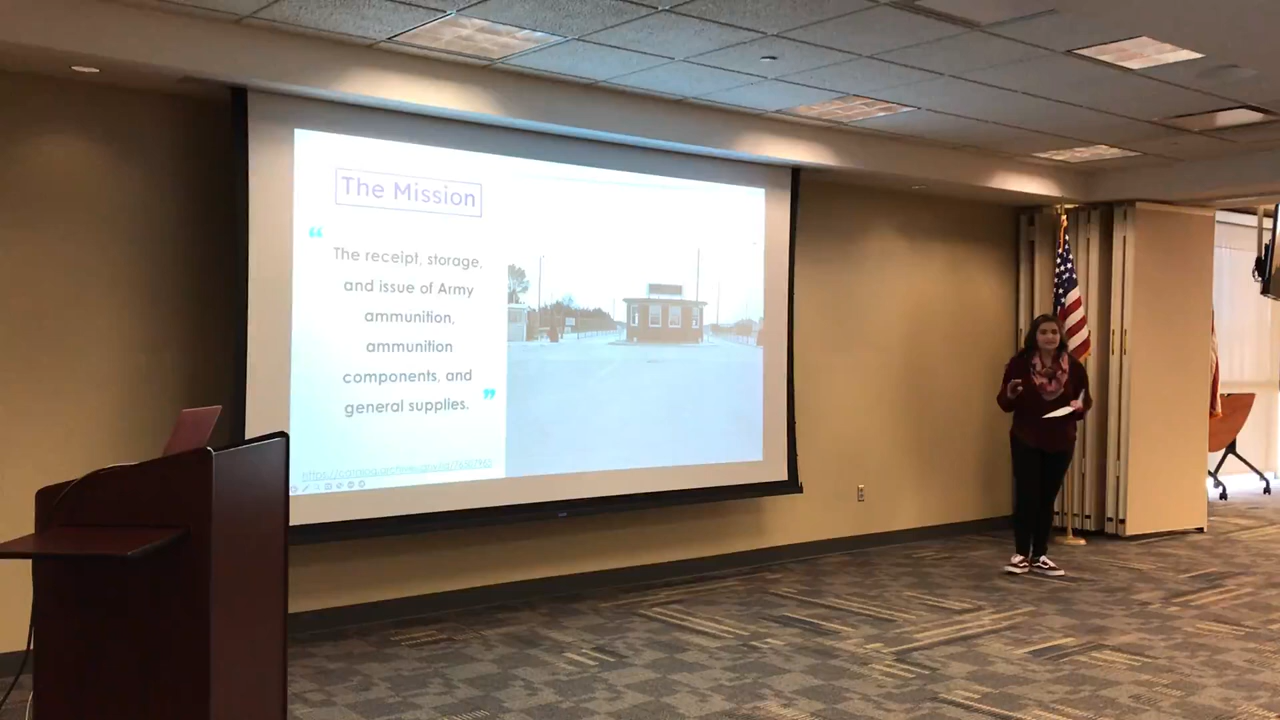 The Mission
“
The receipt, storage,
and issue of Army
ammunition,
ammunition
components, and
general supplies.
”